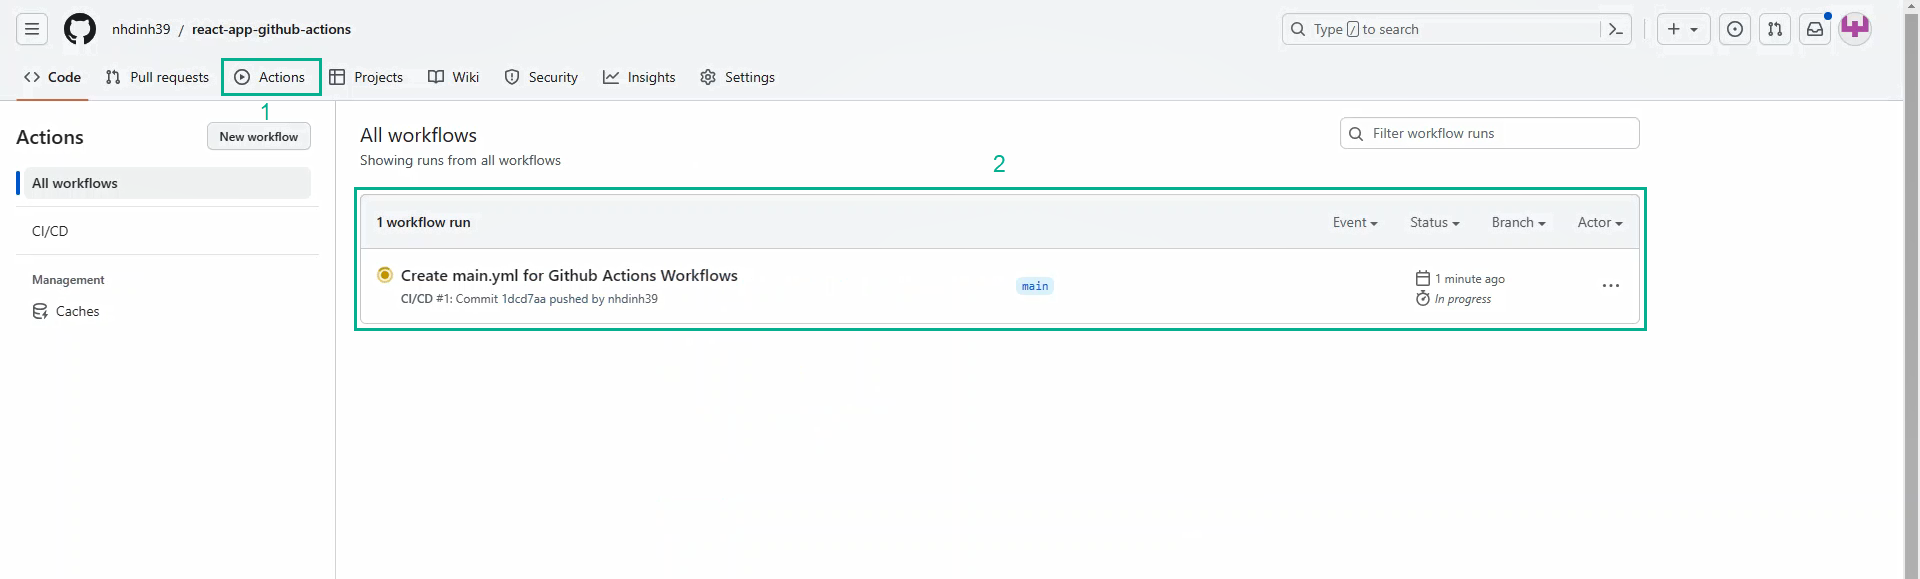 nhdinh39 / react-app-github-actions
Type / to search
Code Pull requests Actions Projects Wiki Security Insights Settings
1
Actions
New workflow
All workflows
CI/CD
Management
Caches
All workflows
Showing runs from all workflows
Filter workflow runs
2
1 workflow run
Event Status Branch Actor
Create main.yml for Github Actions Workflows
CI/CD #1: Commit 1dcd7aa pushed by nhdinh39
main
1 minute ago
In progress